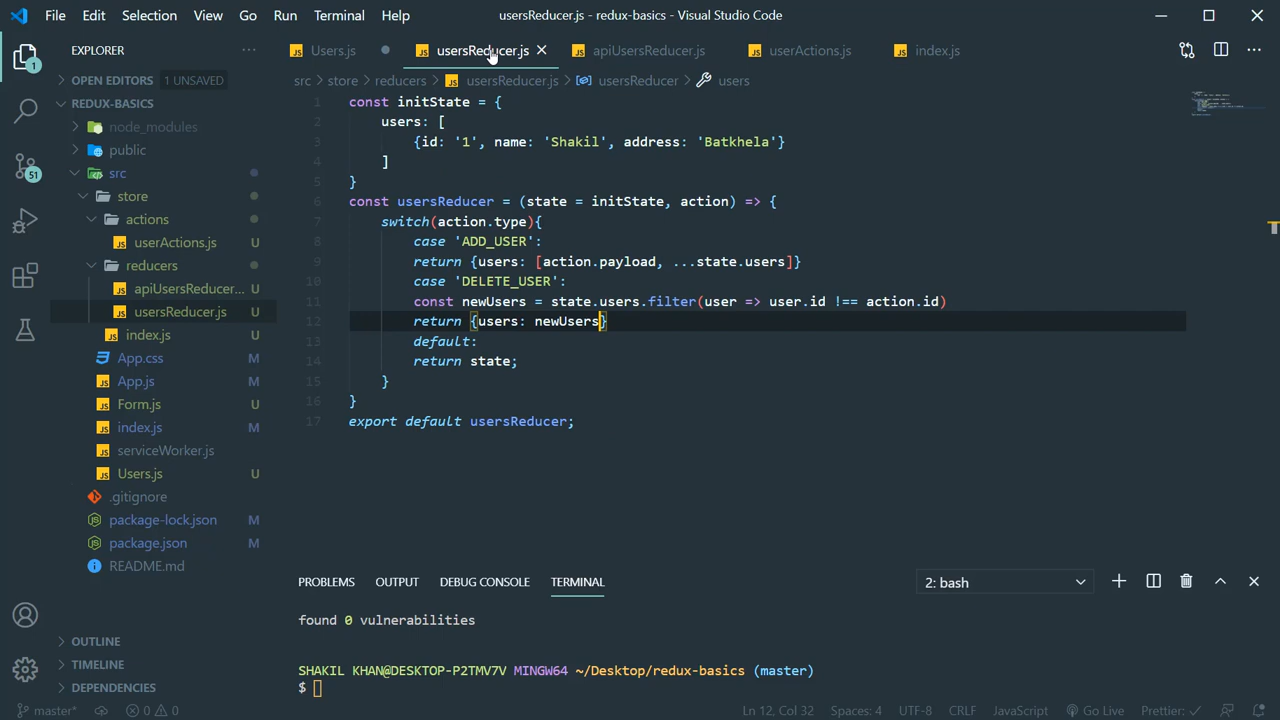 File Edit Selection View Go Run Terminal Help
usersReducer.js - redux-basics - Visual Studio Code
EXPLORER
1
OPEN EDITORS 1 UNSAVED
REDUX-BASICS
node_modules
public
src
store
actions
userActions.js U
reducers
apiUsersReducer... U
usersReducer.js U
index.js U
App.css M
App.js M
Form.js U
index.js M
serviceWorker.js
Users.js U
.gitignore
package-lock.json M
package.json M
README.md
OUTLINE
TIMELINE
DEPENDENCIES
51
Users.js usersReducer.js apiUsersReducer.js userActions.js index.js
src > store > reducers > usersReducer.js > usersReducer > users
1 const initState = {
2 users: [
3 {id: '1', name: 'Shakil', address: 'Batkhela'}
4 ]
5 }
6 const usersReducer = (state = initState, action) => {
7 switch(action.type){
8 case 'ADD_USER':
9 return {users: [action.payload, ...state.users]}
10 case 'DELETE_USER':
11 const newUsers = state.users.filter(user => user.id !== action.id)
12 return {users: newUsers}
13 default:
14 return state;
15 }
16 }
17 export default usersReducer;
PROBLEMS OUTPUT DEBUG CONSOLE TERMINAL
2: bash
found 0 vulnerabilities
SHAKIL KHAN@DESKTOP-P2TMV7V MINGW64 ~/Desktop/redux-basics (master)
$
master* 0 0 Ln 12, Col 32 Spaces: 4 UTF-8 CRLF JavaScript Go Live Prettier: ✓